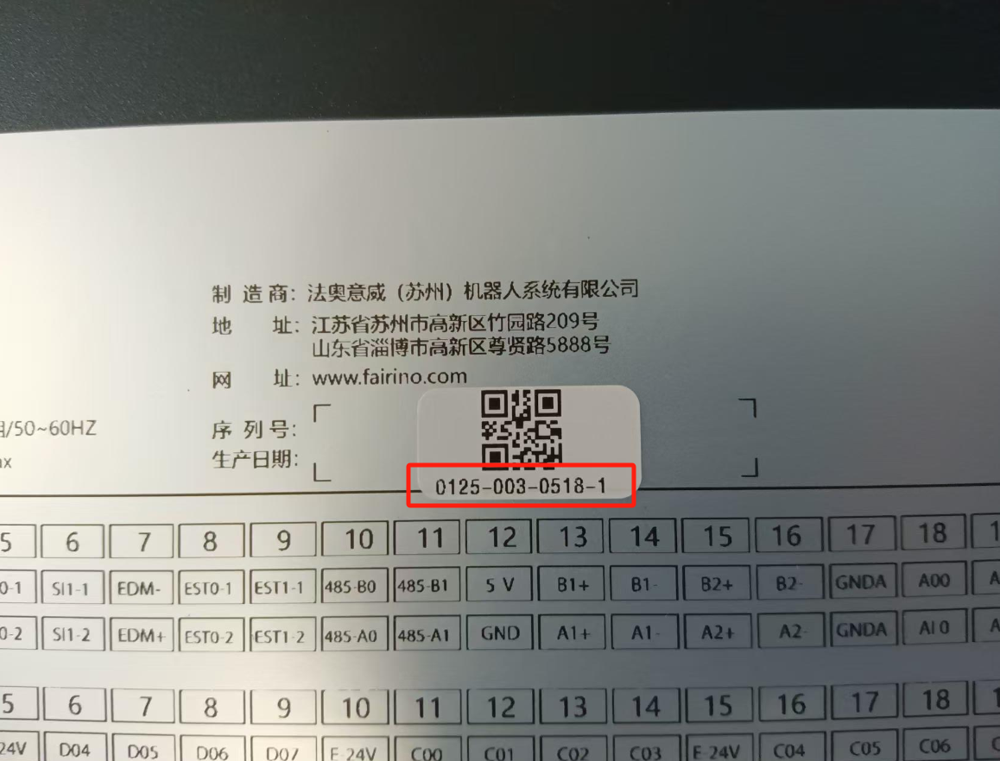 制 造 商：法奥意威（苏州）机器人系统有限公司
地 址：江苏省苏州市高新区竹园路209号
山东省淄博市高新区尊贤路5888号
网 址：www.fairino.com
/50~60HZ
序 列 号：
生产日期：
0125-003-0518-1
5 6 7 8 9 10 11 12 13 14 15 16 17 18 1
0-1 SI1-1 EDM- EST0-1 EST1-1 485-B0 485-B1 5 V B1+ B1- B2+ B2- GNDA A00 A
0-2 SI1-2 EDM+ EST0-2 EST1-2 485-A0 485-A1 GND A1+ A1- A2+ A2- GNDA AI0 A
5 6 7 8 9 10 11 12 13 14 15 16 17 18 1
24V D04 D05 D06 D07 E-24V C00 C01 C02 C03 E-24V C04 C05 C06 C